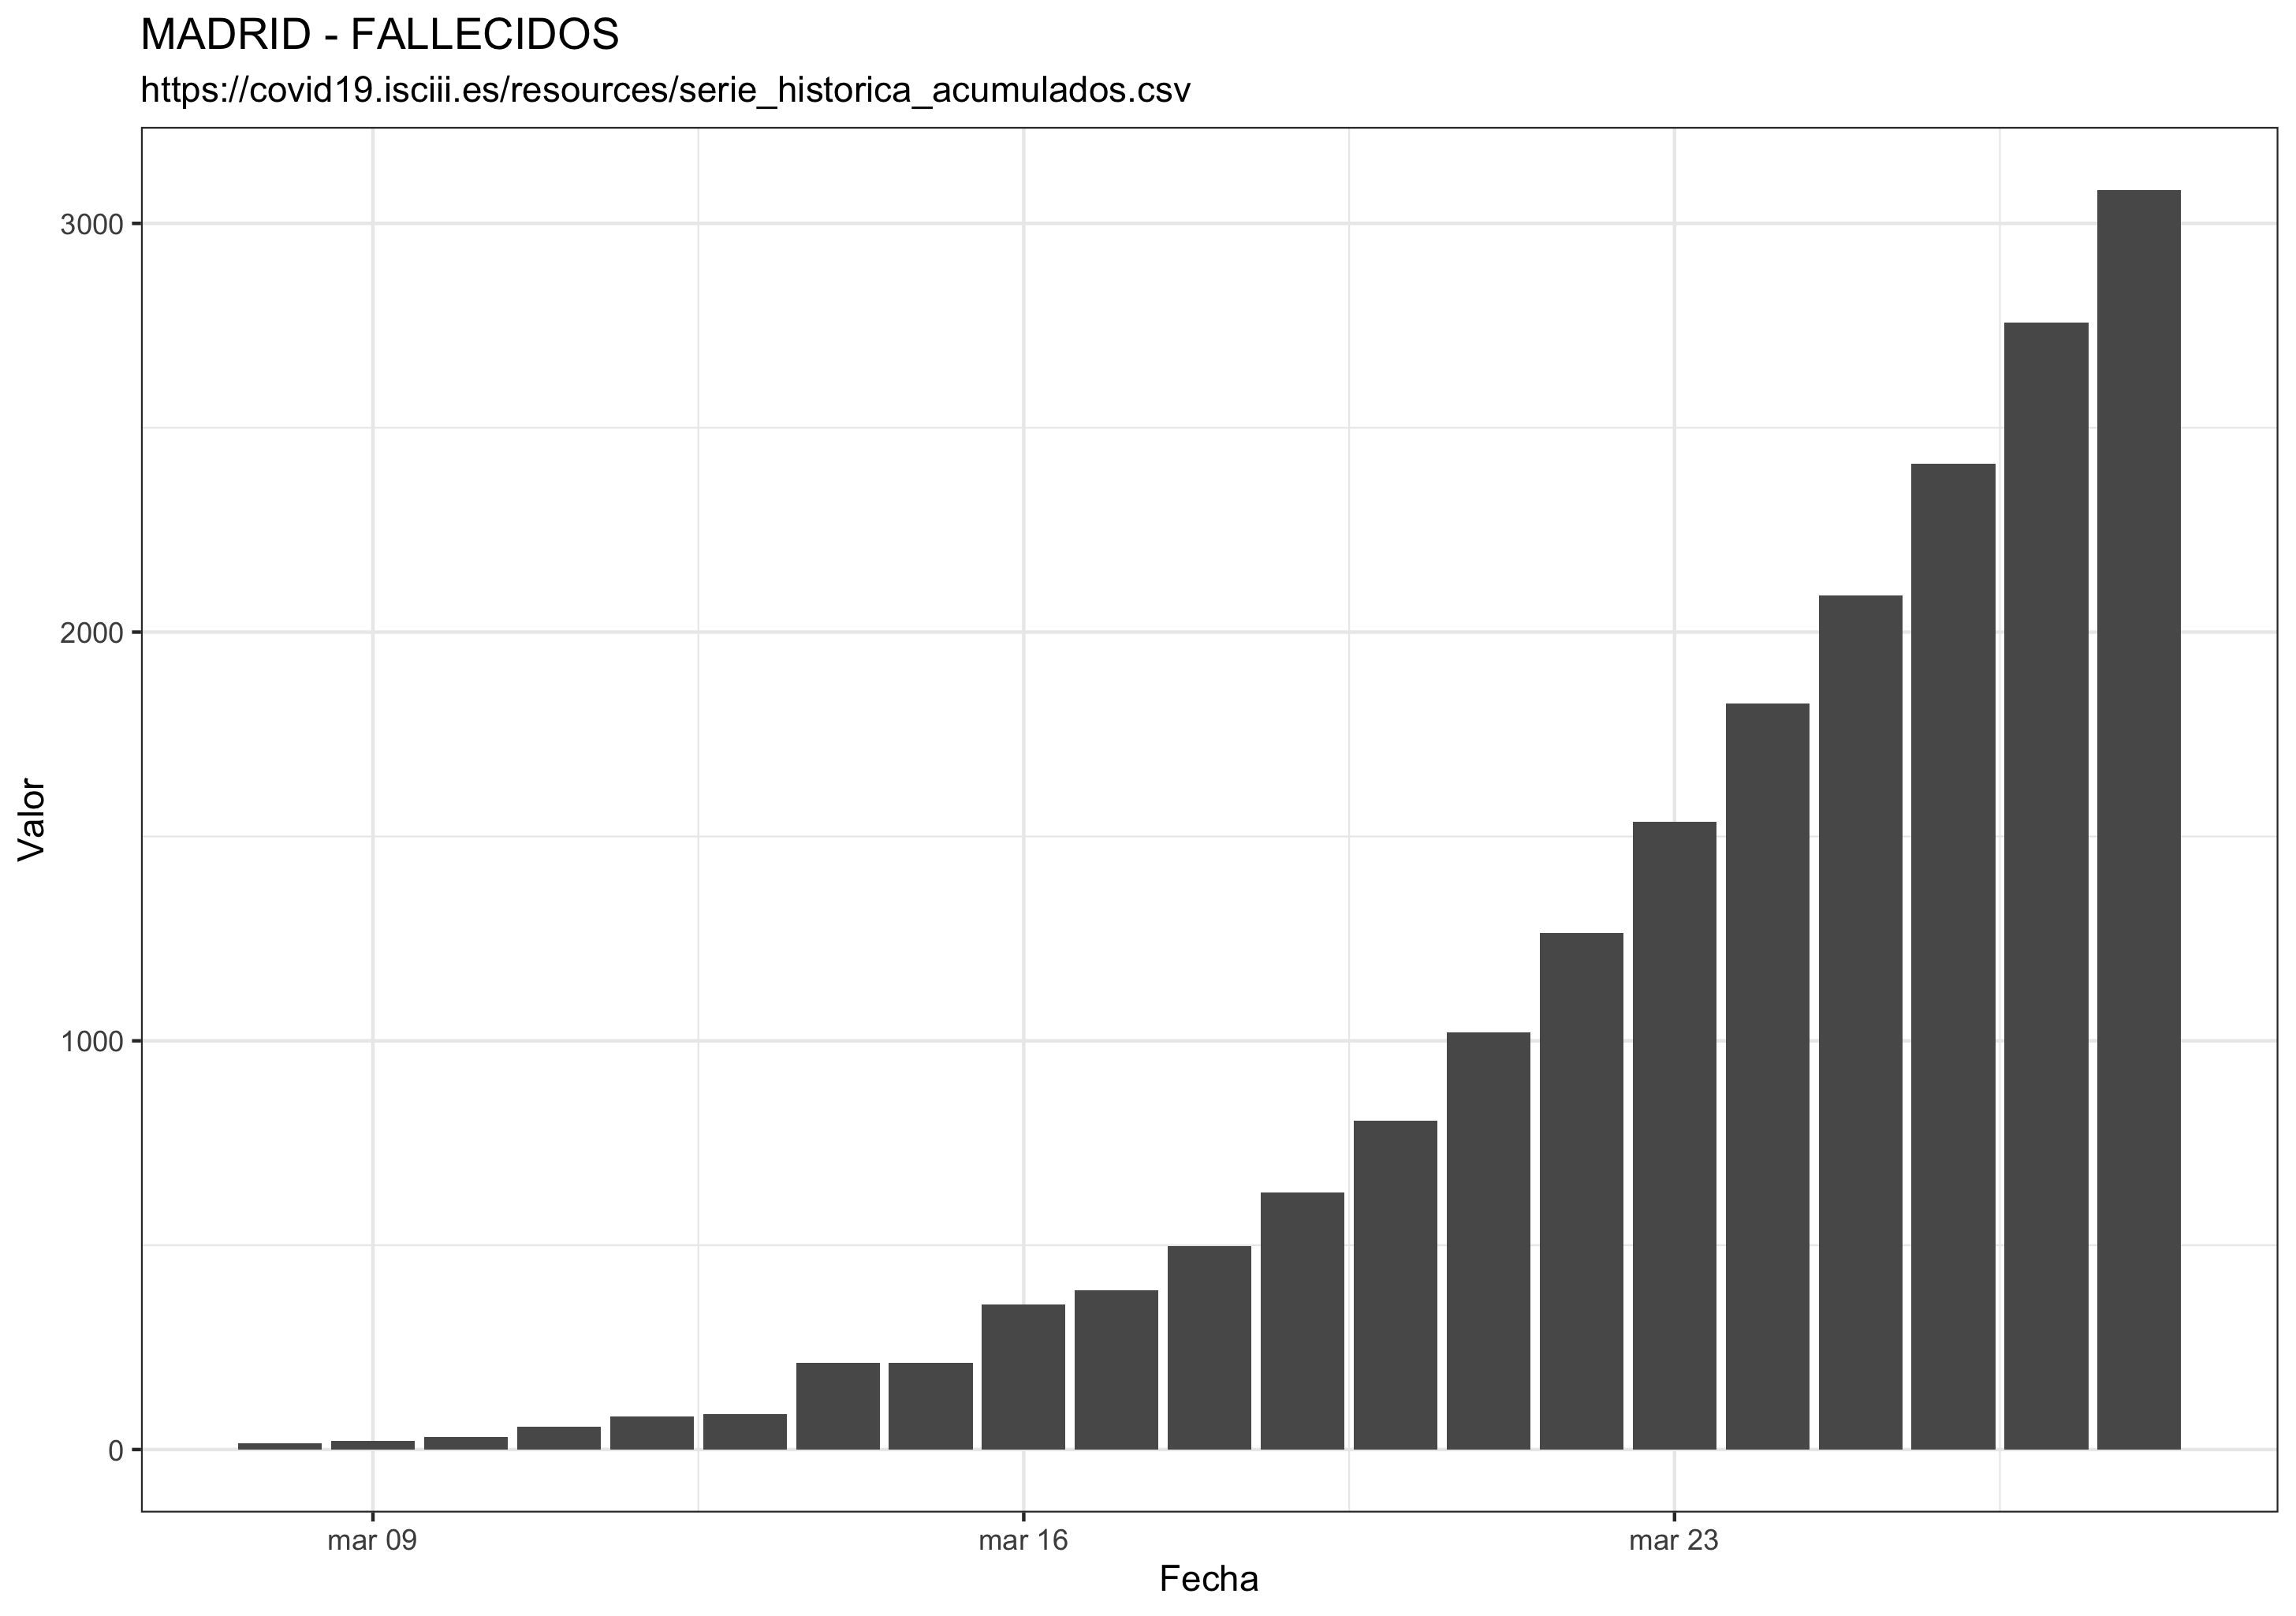 MADRID - FALLECIDOS
https://covid19.isciii.es/resources/serie_historica_acumulados.csv
3000
2000
1000
0
Valor
mar 09
mar 16
mar 23
Fecha